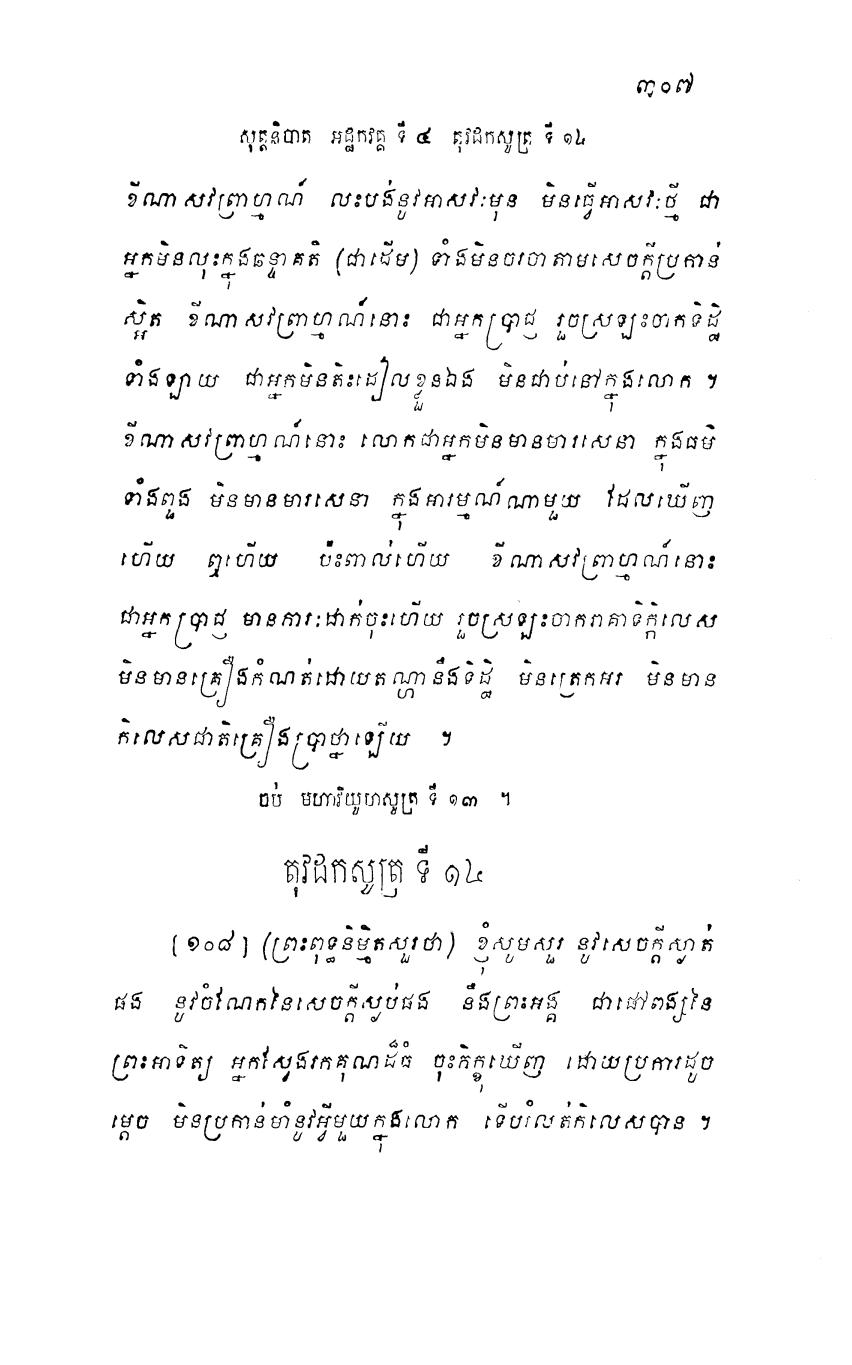 ៣០៧
សុត្តនិបាត អដ្ឋកវគ្គ ទី ៤ តុវដកសូត្រ ទី ១៤
ខីណាសវព្រាហ្មណ៍ លះបង់នូវអាសវៈមុន មិនធ្វើអាសវៈថ្មី ជា
អ្នកមិនលុះក្នុងឆន្ទាគតិ (ជាដើម) ទាំងមិនចរចាតាមសេចក្តីប្រកាន់
ស្អិត ខីណាសវព្រាហ្មណ៍នោះ ជាអ្នកប្រាជ្ញ រួចស្រឡះចាកទិដ្ឋិ
ទាំងឡាយ ជាអ្នកមិនតិះដៀលខ្លួនឯង មិនជាប់នៅក្នុងលោក ។
ខីណាសវព្រាហ្មណ៍នោះ លោកជាអ្នកមិនមានមារសេនា ក្នុងធម៌
ទាំងពួង មិនមានមារសេនា ក្នុងអារម្មណ៍ណាមួយ ដែលឃើញ
ហើយ ឮហើយ ប៉ះពាល់ហើយ ខីណាសវព្រាហ្មណ៍នោះ
ជាអ្នកប្រាជ្ញ មានភារៈដាក់ចុះហើយ រួចស្រឡះចាករាគាទិក្កិលេស
មិនមានគ្រឿងកំណត់ដោយតណ្ហានឹងទិដ្ឋិ មិនត្រេកអរ មិនមាន
កិលេសជាតិគ្រឿងប្រាថ្នាឡើយ ។
ចប់ មហាវិយូហសូត្រ ទី ១៣ ។
តុវដកសូត្រ ទី ១៤
[១០៨] (ព្រះពុទ្ធនិម្មិតសួរថា) ខ្ញុំសូមសួរ នូវសេចក្តីស្ងាត់
ផង នូវចំណែកនៃសេចក្តីស្ងប់ផង នឹងព្រះអង្គ ជាផៅពង្សនៃ
ព្រះអាទិត្យ អ្នកស្វែងរកគុណដ៏ធំ ចុះភិក្ខុឃើញ ដោយប្រការដូច
ម្តេច មិនប្រកាន់មាំនូវអ្វីមួយក្នុងលោក ទើបរំលត់កិលេសបាន ។